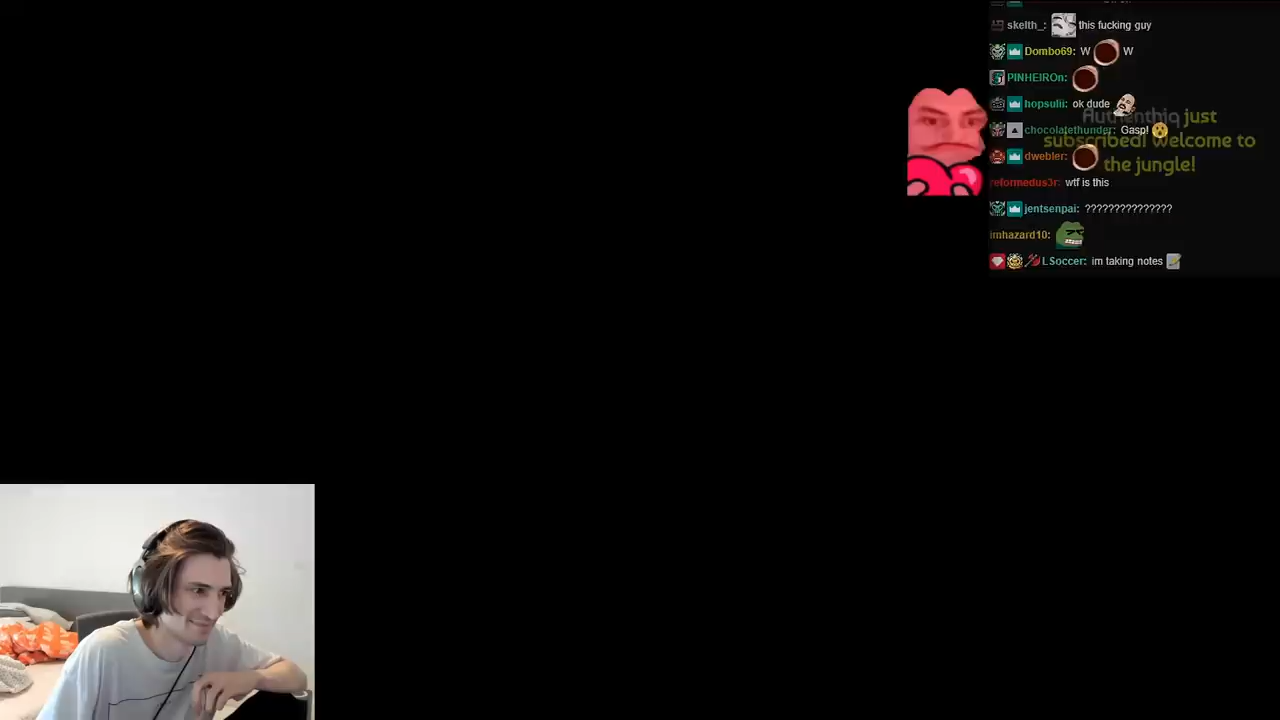 skelth_: this fucking guy
Dombo69: W W
PINHEIROn:
hopsulii: ok dude
Authenthiq just
chocolatethunder: Gasp!
subscribed! Welcome to
dwebler:
the jungle!
reformedus3r: wtf is this
jentsenpai: ???????????????
imhazard10:
LSoccer: im taking notes